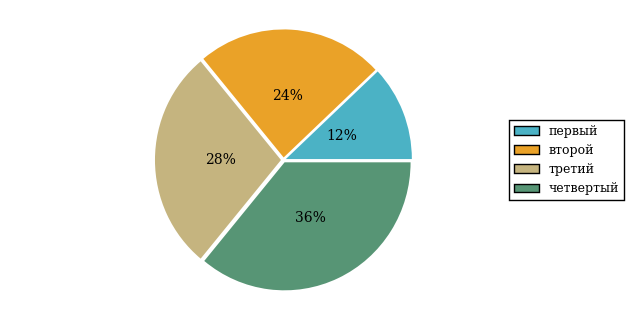 24%
12%
28%
36%
первый
второй
третий
четвертый